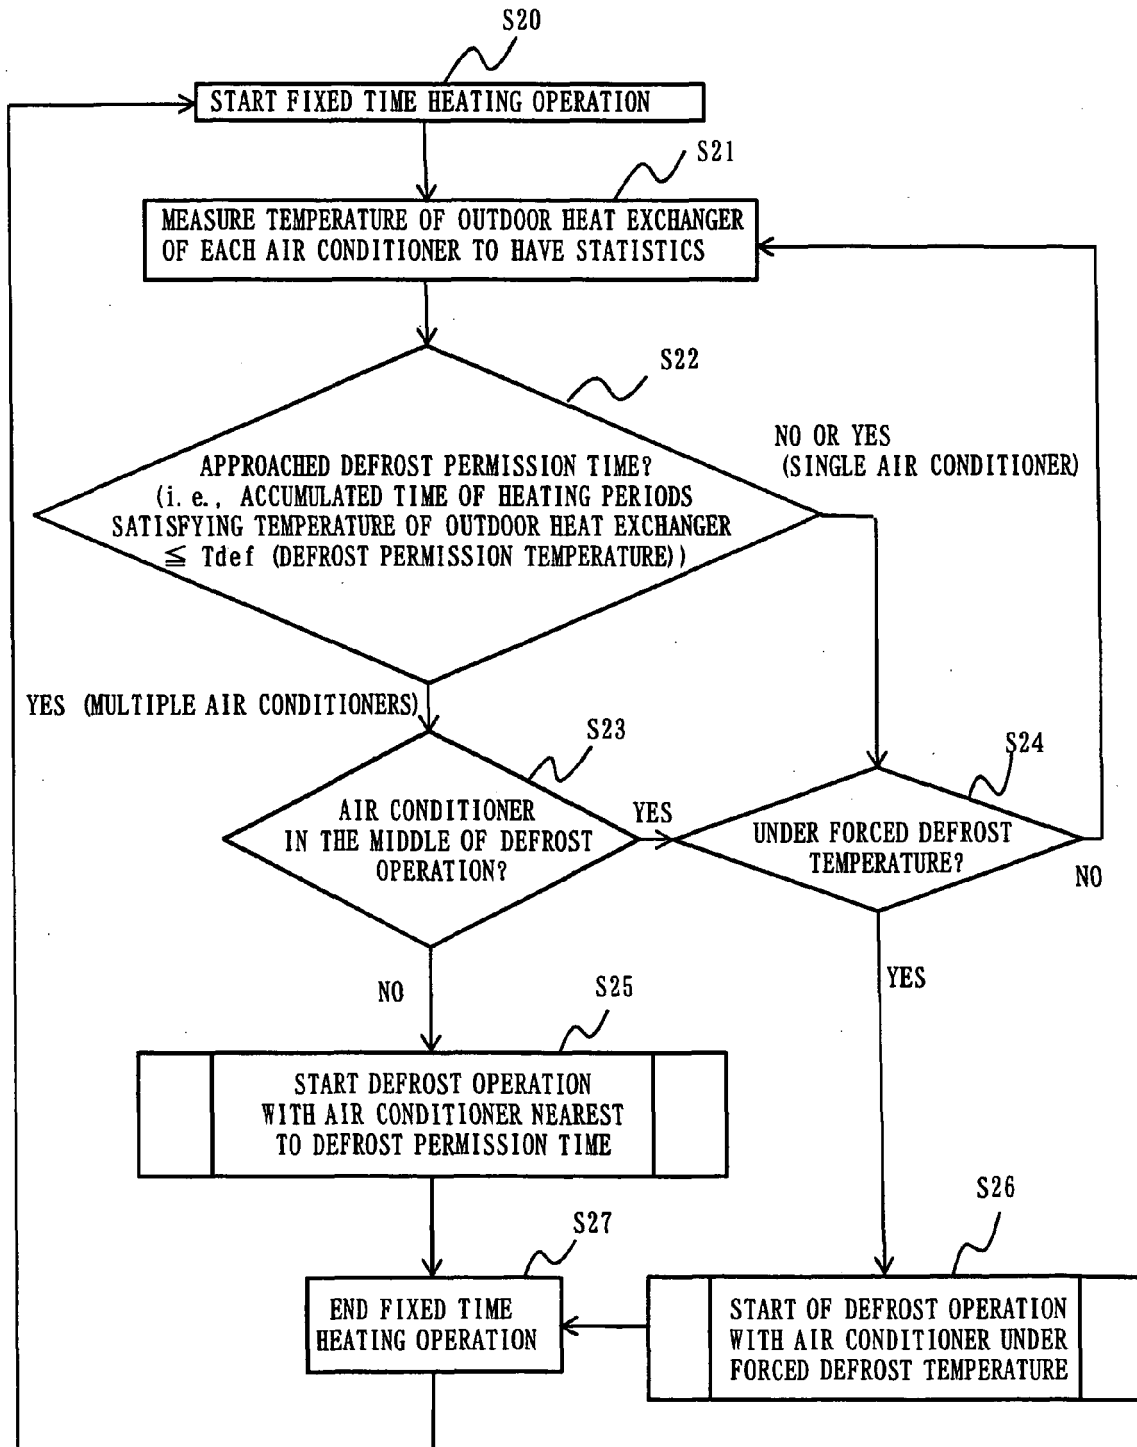 S20
START FIXED TIME HEATING OPERATION
S21
MEASURE TEMPERATURE OF OUTDOOR HEAT EXCHANGER
OF EACH AIR CONDITIONER TO HAVE STATISTICS
S22
APPROACHED DEFROST PERMISSION TIME?
(i. e., ACCUMULATED TIME OF HEATING PERIODS
SATISFYING TEMPERATURE OF OUTDOOR HEAT EXCHANGER
≦ Tdef (DEFROST PERMISSION TEMPERATURE))
NO OR YES
(SINGLE AIR CONDITIONER)
YES (MULTIPLE AIR CONDITIONERS)
S23
AIR CONDITIONER
IN THE MIDDLE OF DEFROST
OPERATION?
YES
S24
UNDER FORCED DEFROST
TEMPERATURE?
NO
NO
YES
S25
START DEFROST OPERATION
WITH AIR CONDITIONER NEAREST
TO DEFROST PERMISSION TIME
S26
START OF DEFROST OPERATION
WITH AIR CONDITIONER UNDER
FORCED DEFROST TEMPERATURE
S27
END FIXED TIME
HEATING OPERATION